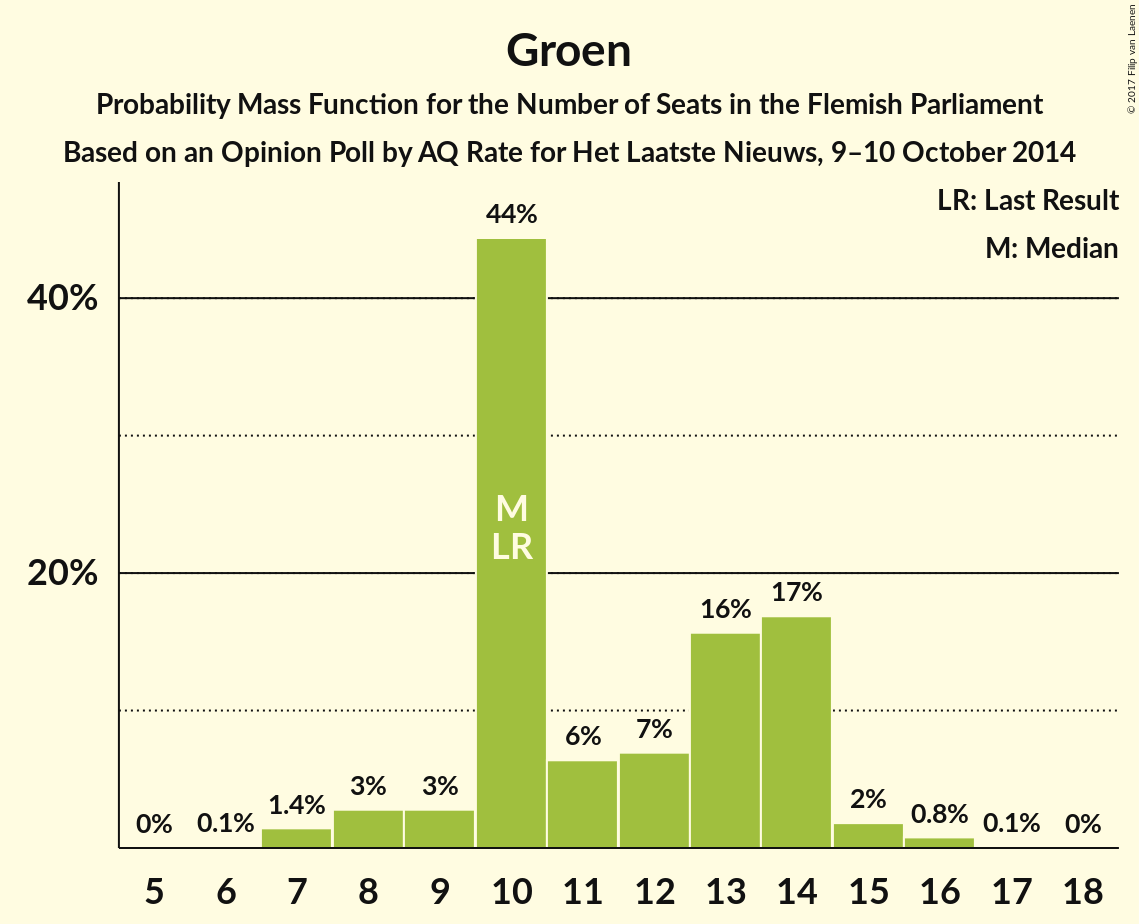 Groen
Probability Mass Function for the Number of Seats in the Flemish Parliament
Based on an Opinion Poll by AQ Rate for Het Laatste Nieuws, 9–10 October 2014
© 2017 Filip van Laenen
LR: Last Result
M: Median
40%
20%
0%
0.1%
1.4%
3%
3%
44%
M
LR
6%
7%
16%
17%
2%
0.8%
0.1%
0%
5 6 7 8 9 10 11 12 13 14 15 16 17 18